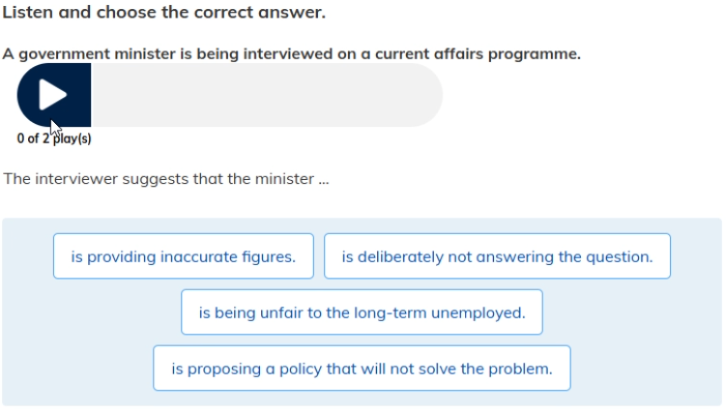 Listen and choose the correct answer.
A government minister is being interviewed on a current affairs programme.
0 of 2 play(s)
The interviewer suggests that the minister ...
is providing inaccurate figures.
is deliberately not answering the question.
is being unfair to the long-term unemployed.
is proposing a policy that will not solve the problem.